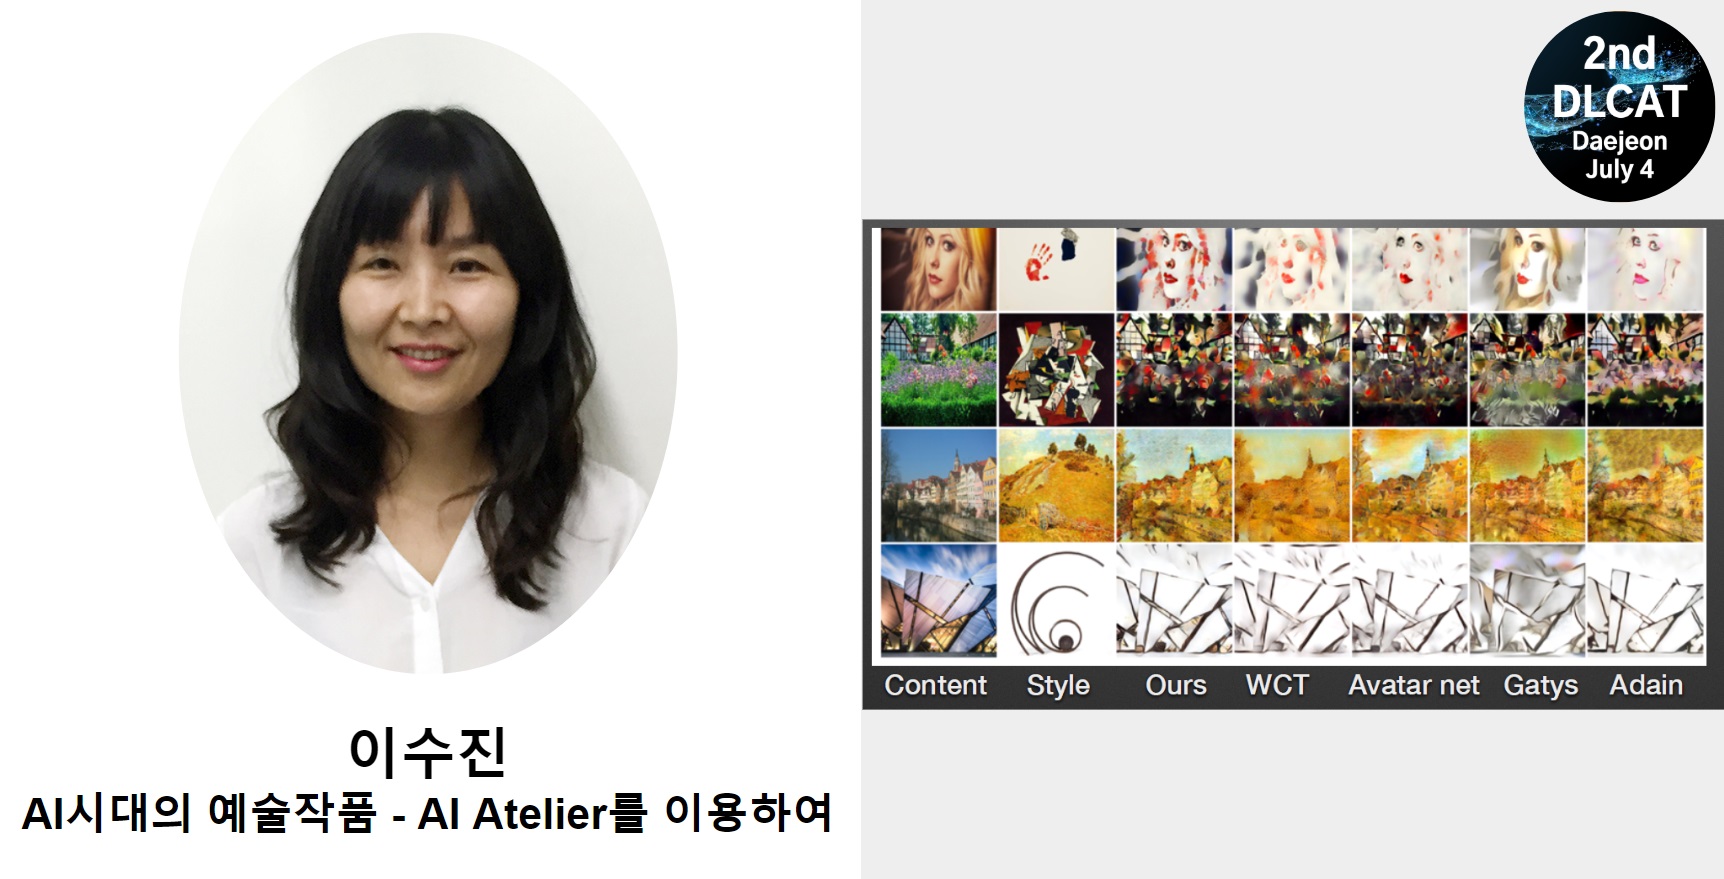 2nd
DLCAT
Daejeon
July 4
이수진
AI시대의 예술작품 - AI Atelier를 이용하여
Content Style Ours WCT Avatar net Gatys Adain